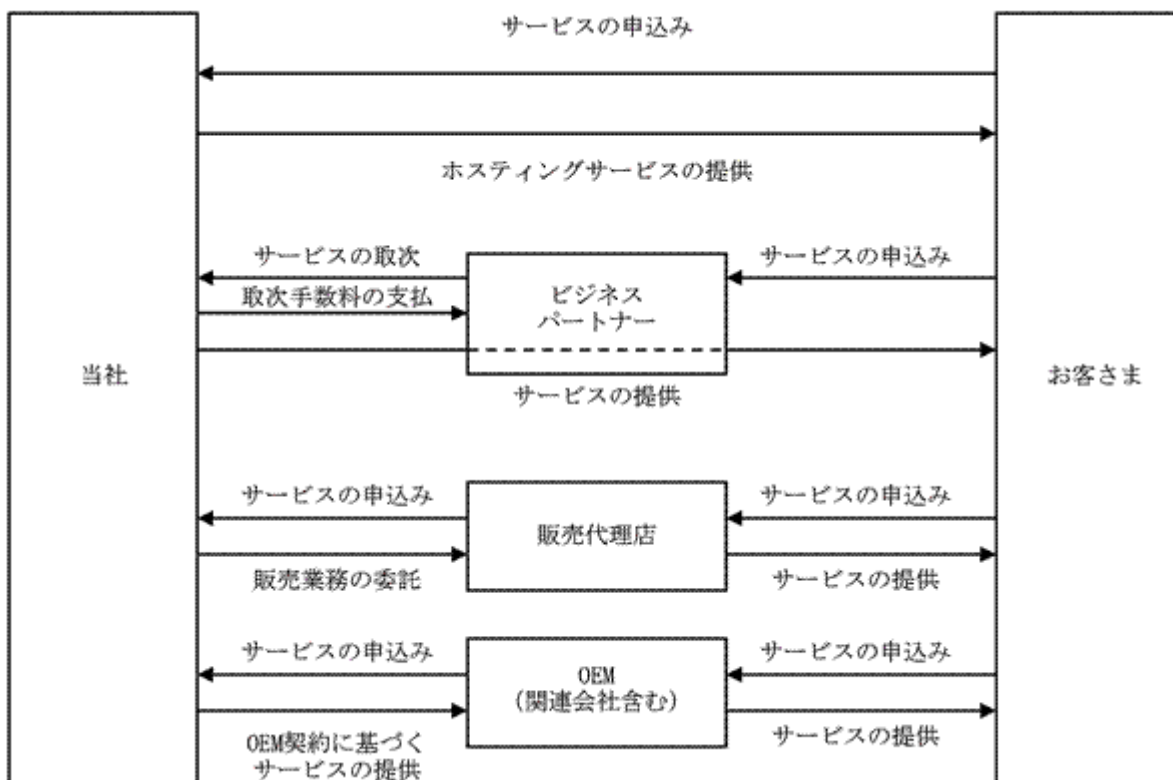 サービスの申込み
ホスティングサービスの提供
サービスの取次
サービスの申込み
取次手数料の支払
ビジネス
パートナー
当社
お客さま
サービスの提供
サービスの申込み
サービスの申込み
販売代理店
販売業務の委託
サービスの提供
サービスの申込み
サービスの申込み
OEM
(関連会社含む)
OEM契約に基づく
サービスの提供
サービスの提供